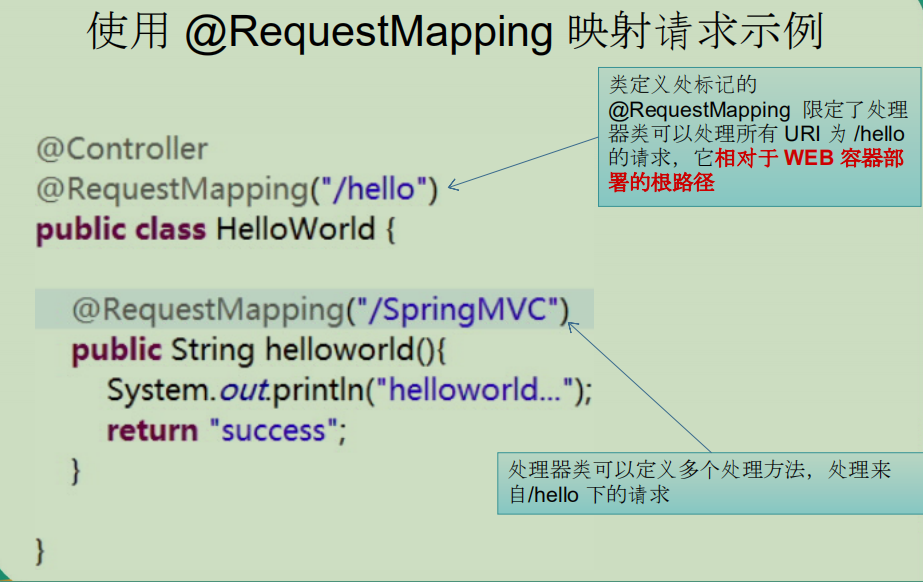 使用 @RequestMapping 映射请求示例
类定义处标记的
@RequestMapping 限定了处理
器类可以处理所有 URI 为 /hello
的请求，它相对于 WEB 容器部
署的根路径
@Controller
@RequestMapping("/hello")
public class HelloWorld {
@RequestMapping("/SpringMVC")
public String helloworld(){
System.out.println("helloworld...");
return "success";
}
处理器类可以定义多个处理方法，处理来
自/hello 下的请求
}